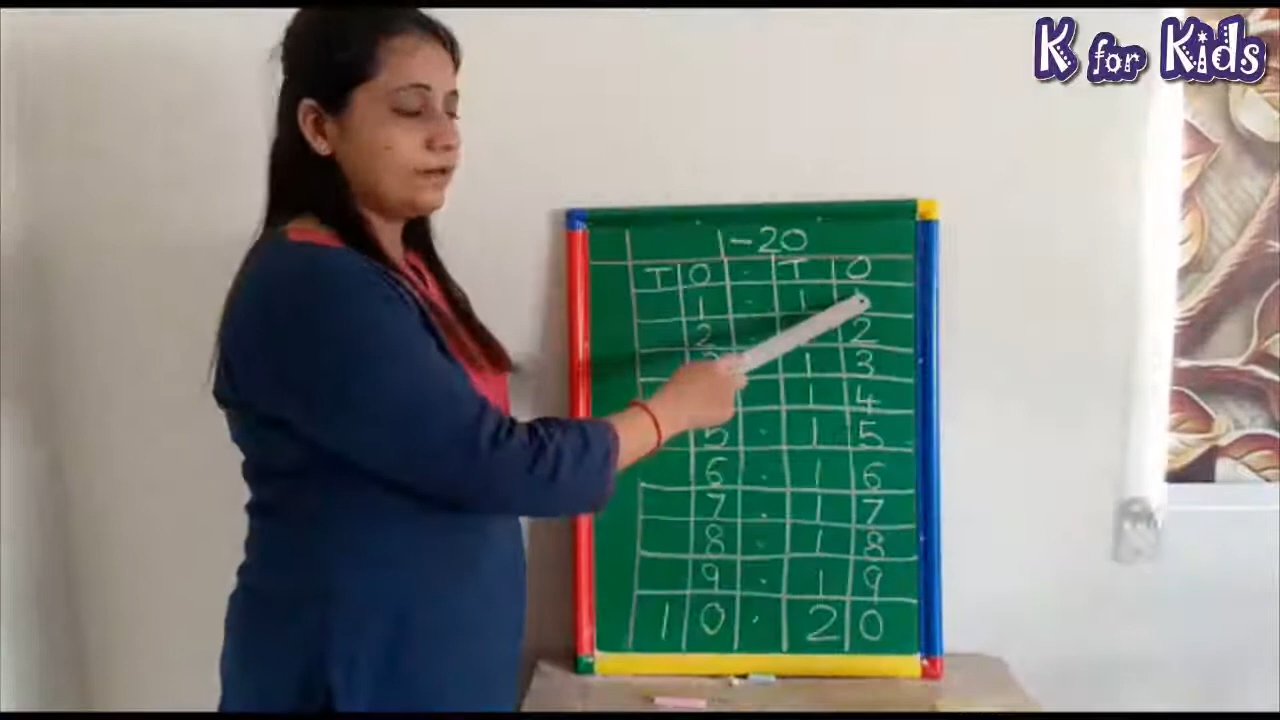 K for Kids
1-20
T O . T O
1 . 1
2 2
1 3
1 4
5 . 1 5
6 . 1 6
7 . 1 7
8 . 1 8
9 . 1 9
1 0 . 2 0